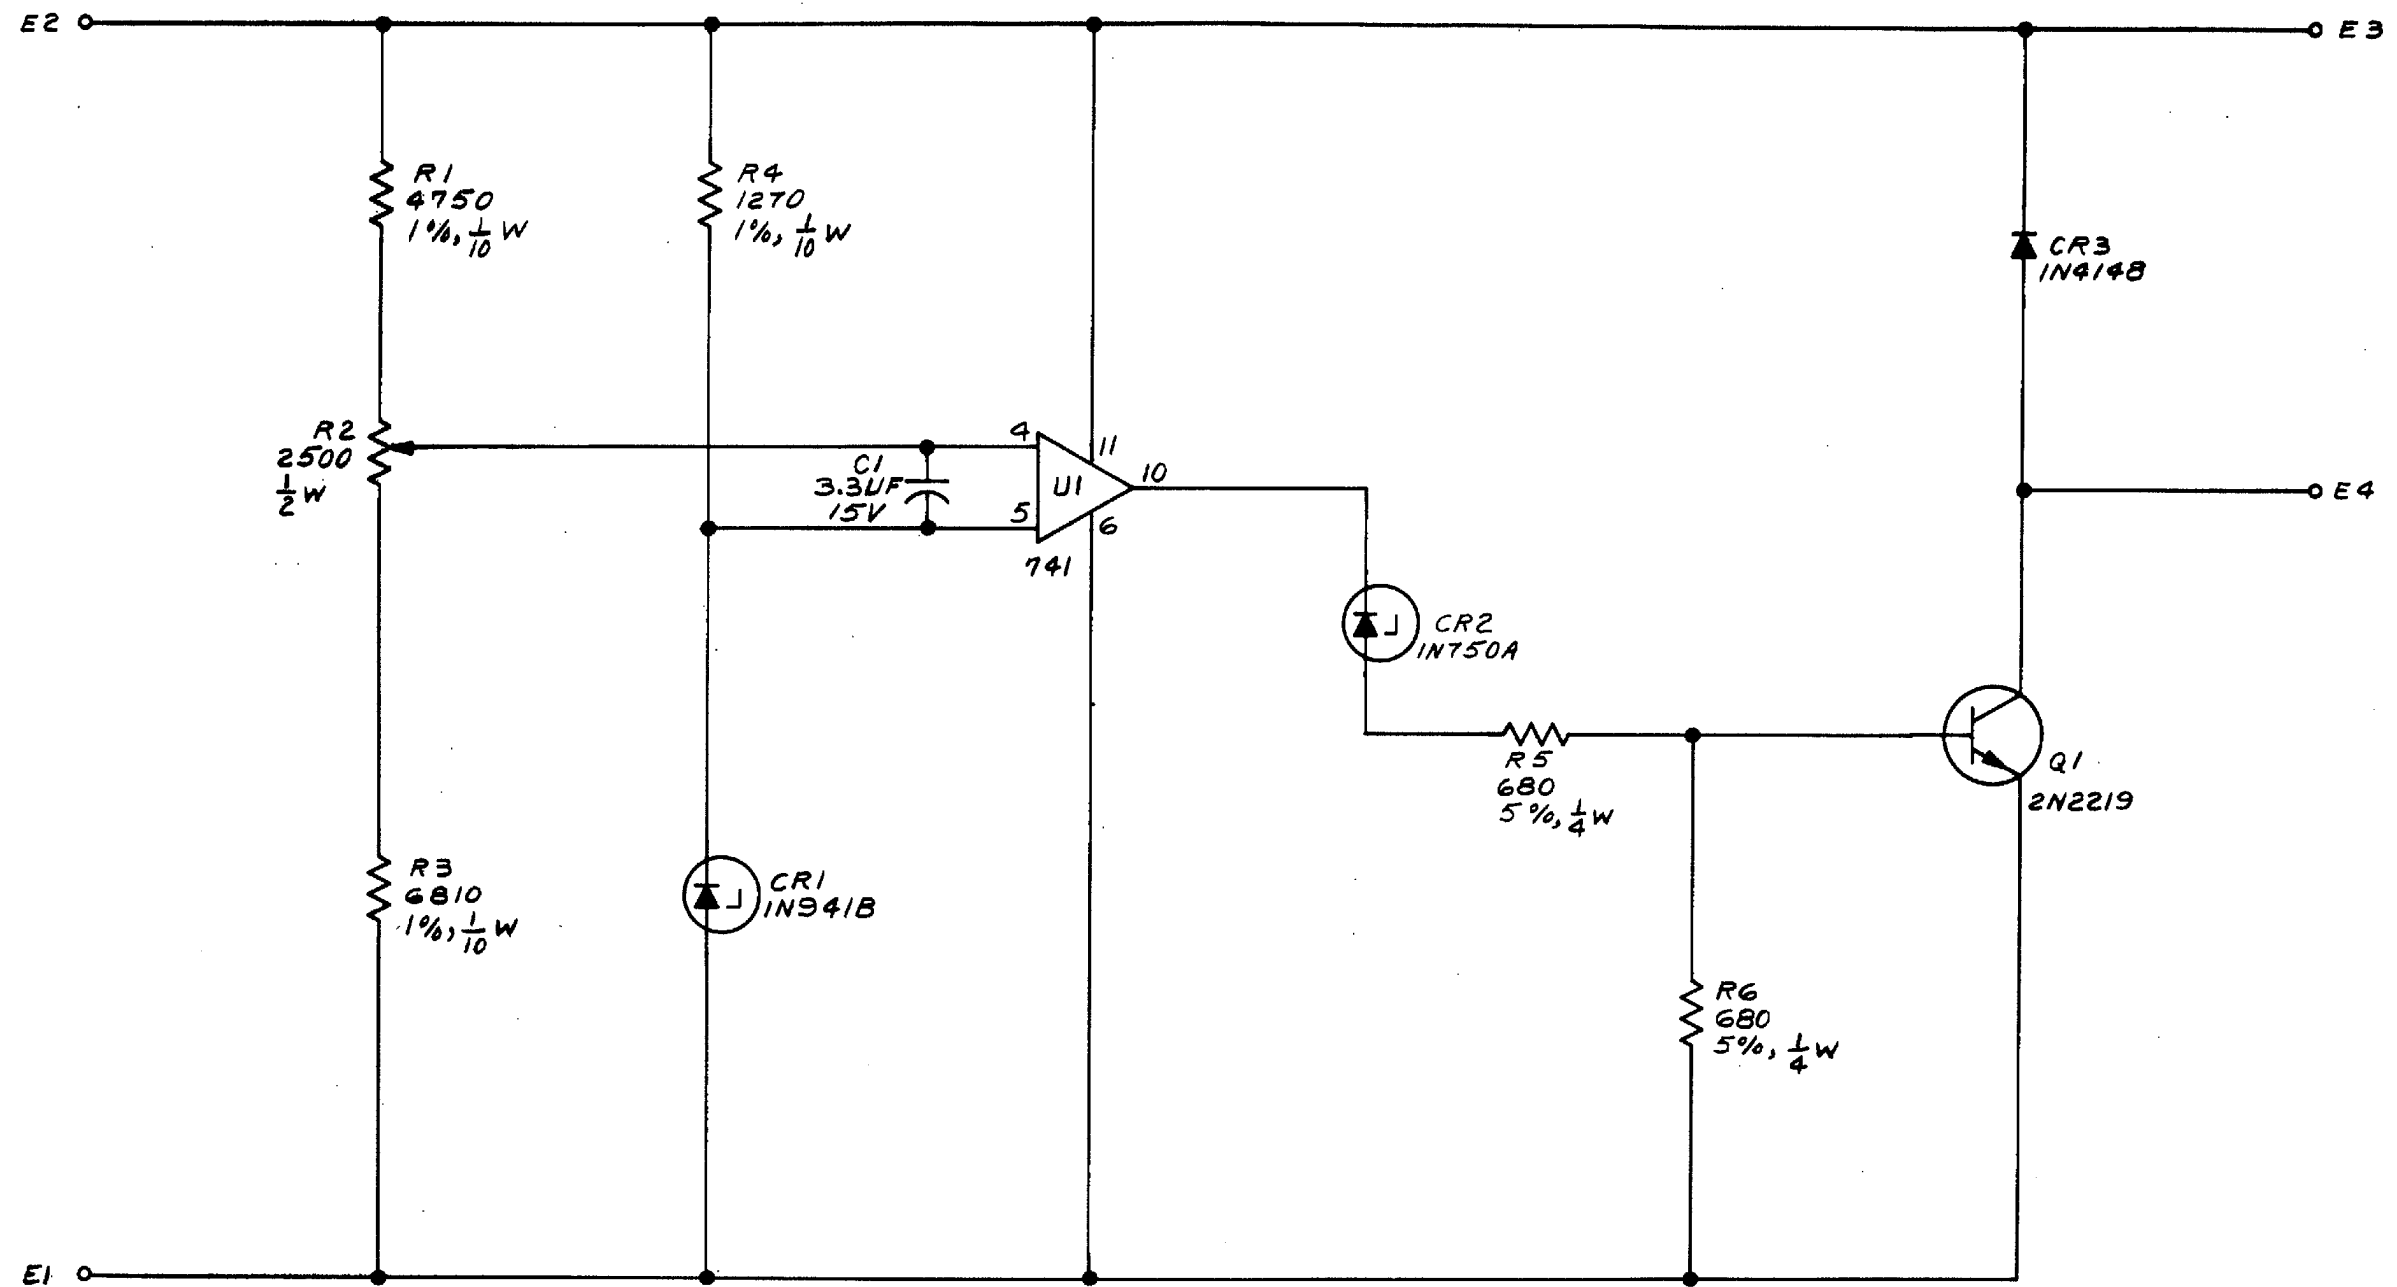 E2
E3
R1
4750
1%, 1/10 W
R4
1270
1%, 1/10 W
CR3
1N4148
R2
2500
1/2 W
C1
3.3UF
15V
4
5
U1
11
10
6
741
E4
CR2
1N750A
R5
680
5%, 1/4 W
Q1
2N2219
R3
6810
1%, 1/10 W
CR1
1N941B
R6
680
5%, 1/4 W
E1